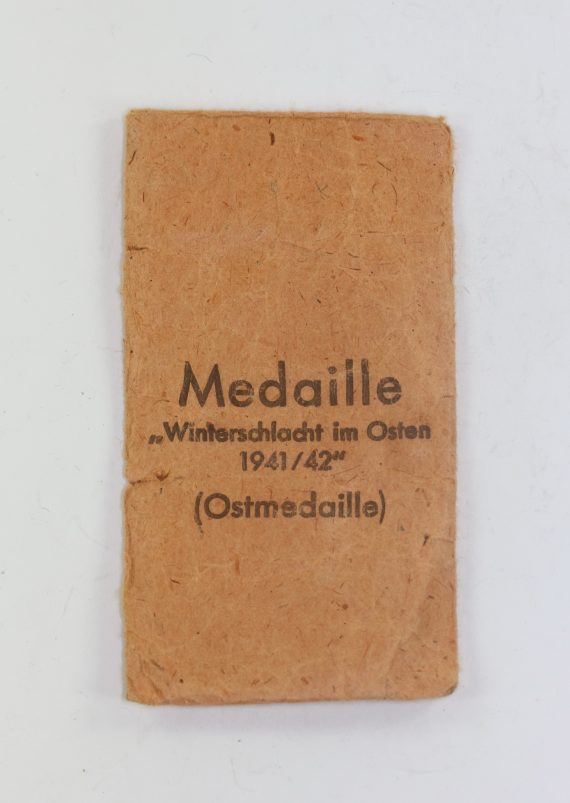 Medaille
„Winterschlacht im Osten
1941/42“
(Ostmedaille)